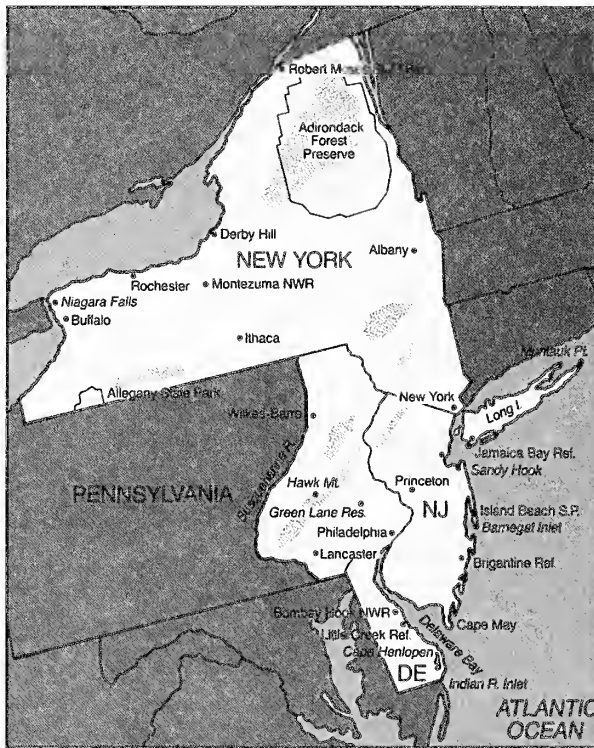 Robert Moses
Adirondack
Forest
Preserve
Derby Hill
NEW YORK
Albany
Rochester
Montezuma NWR
Niagara Falls
Buffalo
Ithaca
Montauk Pt.
Allegany State Park
New York
Long I.
Wilkes-Barre
Jamaica Bay Ref.
Sandy Hook
Susquehanna R.
Hawk Mt.
Princeton
PENNSYLVANIA
Green Lane Res.
NJ
Island Beach S.P.
Barnegat Inlet
Philadelphia
Lancaster
Brigantine Ref.
Bombay Hook NWR
Cape May
Little Creek Ref.
Delaware Bay
Cape Henlopen
DE
Indian R. Inlet
ATLANTIC
OCEAN